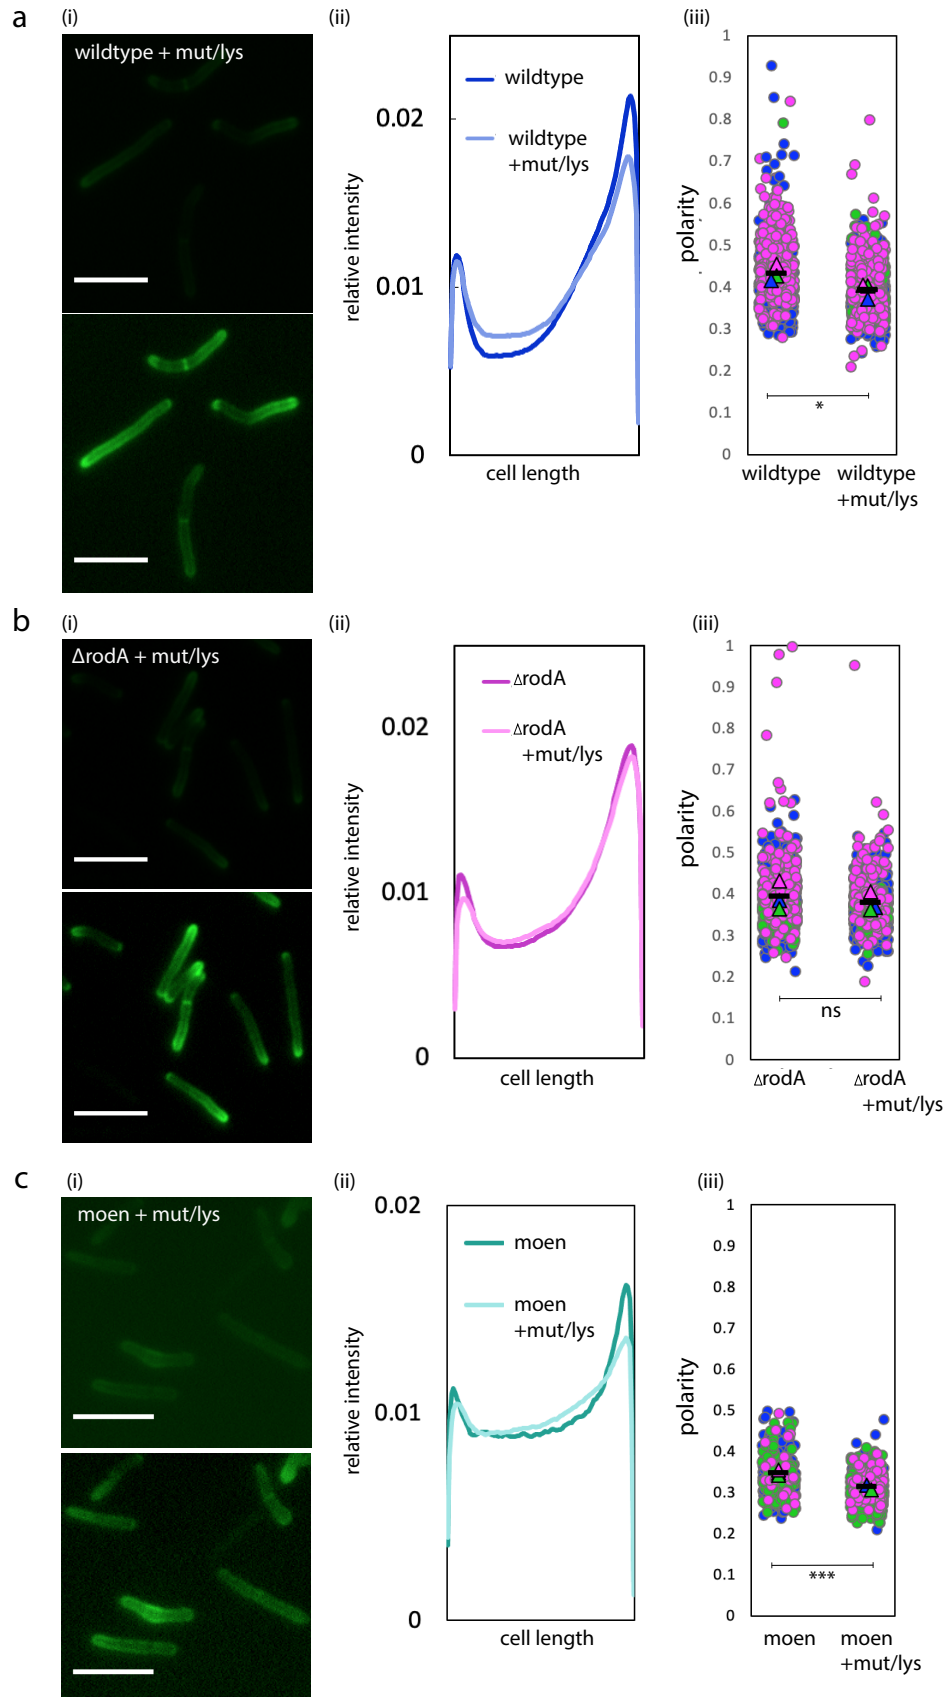 a
(i)
(ii)
(iii)
wildtype + mut/lys
0.02
0.01
0
relative intensity
wildtype
wildtype
+mut/lys
cell length
1
0.9
0.8
0.7
0.6
0.5
0.4
0.3
0.2
0.1
0
polarity
*
wildtype
wildtype
+mut/lys
b
(i)
(ii)
(iii)
ΔrodA + mut/lys
0.02
0.01
0
relative intensity
ΔrodA
ΔrodA
+mut/lys
cell length
1
0.9
0.8
0.7
0.6
0.5
0.4
0.3
0.2
0.1
0
polarity
ns
ΔrodA
ΔrodA
+mut/lys
c
(i)
(ii)
(iii)
moen + mut/lys
0.02
0.01
0
relative intensity
moen
moen
+mut/lys
cell length
1
0.9
0.8
0.7
0.6
0.5
0.4
0.3
0.2
0.1
0
polarity
***
moen
moen
+mut/lys